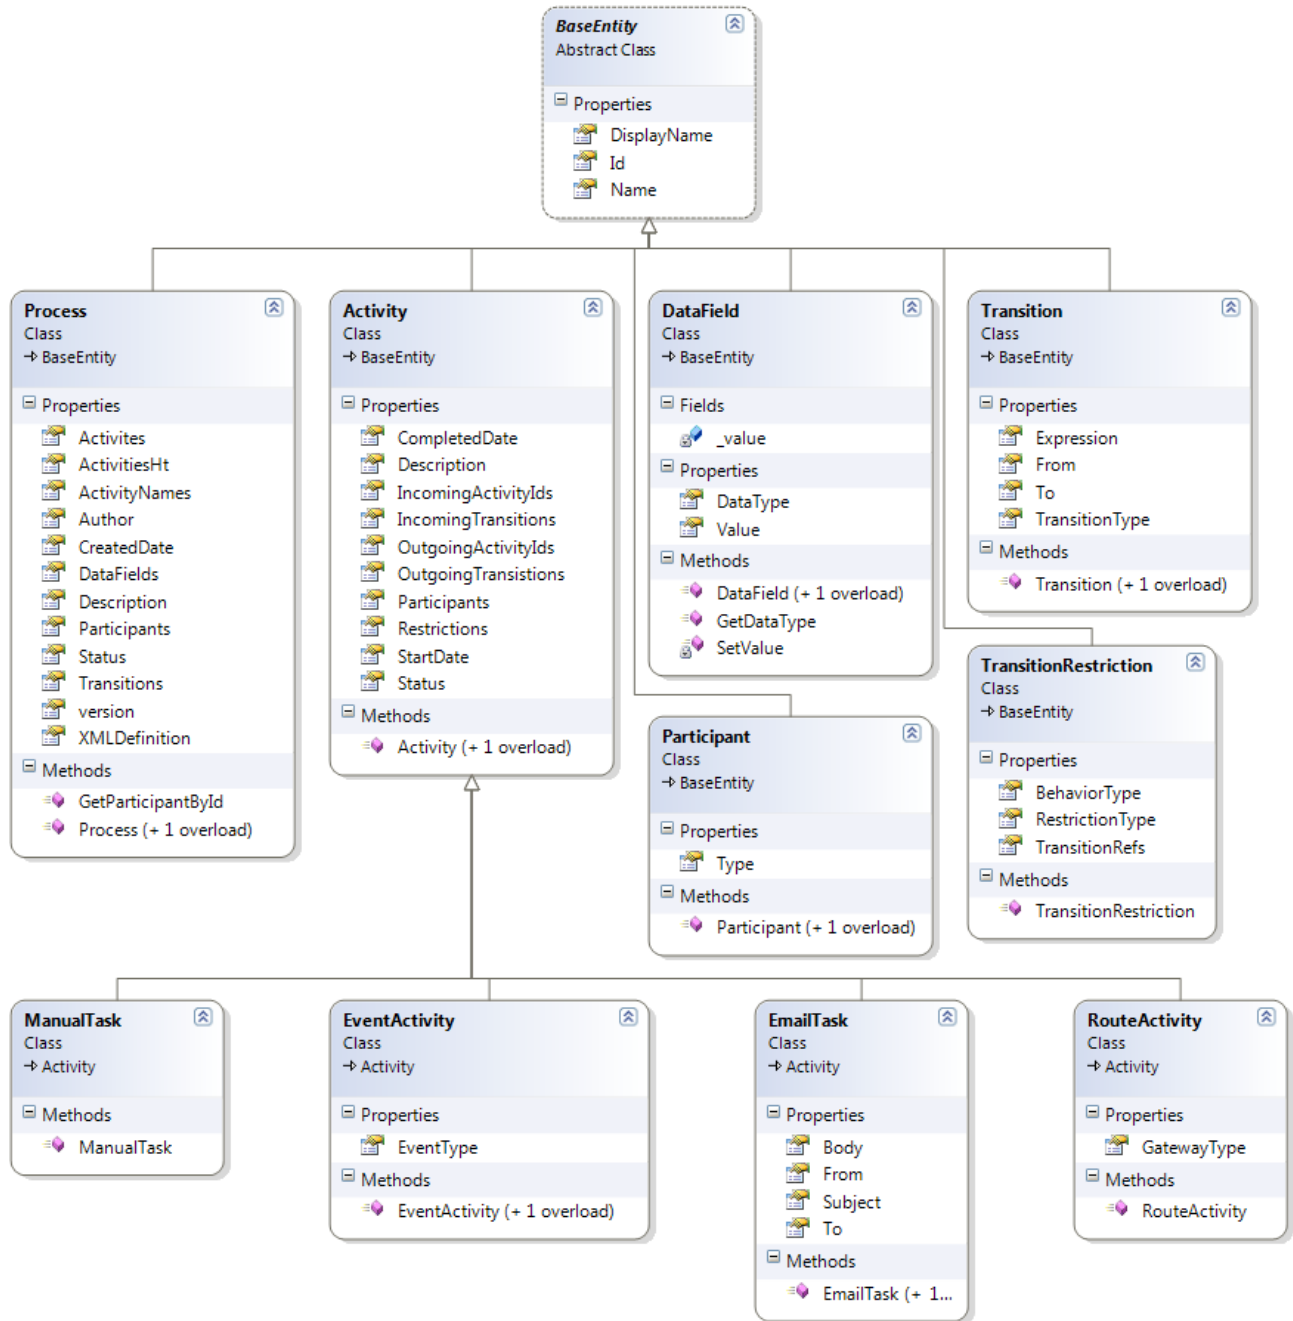 BaseEntity
Abstract Class
Properties
DisplayName
Id
Name
Process
Class
BaseEntity
Properties
Activites
ActivitiesHt
ActivityNames
Author
CreatedDate
DataFields
Description
Participants
Status
Transitions
version
XMLDefinition
Methods
GetParticipantById
Process (+ 1 overload)
Activity
Class
BaseEntity
Properties
CompletedDate
Description
IncomingActivityIds
IncomingTransitions
OutgoingActivityIds
OutgoingTransistions
Participants
Restrictions
StartDate
Status
Methods
Activity (+ 1 overload)
DataField
Class
BaseEntity
Fields
_value
Properties
DataType
Value
Methods
DataField (+ 1 overload)
GetDataType
SetValue
Transition
Class
BaseEntity
Properties
Expression
From
To
TransitionType
Methods
Transition (+ 1 overload)
Participant
Class
BaseEntity
Properties
Type
Methods
Participant (+ 1 overload)
TransitionRestriction
Class
BaseEntity
Properties
BehaviorType
RestrictionType
TransitionRefs
Methods
TransitionRestriction
ManualTask
Class
Activity
Methods
ManualTask
EventActivity
Class
Activity
Properties
EventType
Methods
EventActivity (+ 1 overload)
EmailTask
Class
Activity
Properties
Body
From
Subject
To
Methods
EmailTask (+ 1...
RouteActivity
Class
Activity
Properties
GatewayType
Methods
RouteActivity